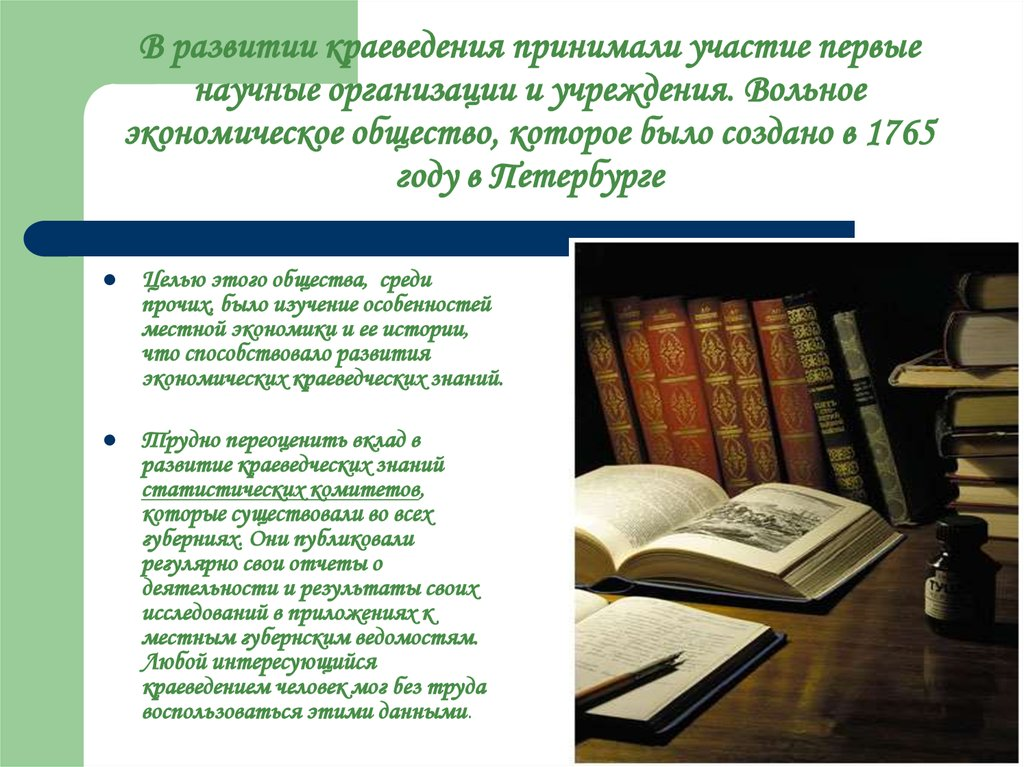 В развитии краеведения принимали участие первые
научные организации и учреждения. Вольное
экономическое общество, которое было создано в 1765
году в Петербурге
Целью этого общества, среди
прочих, было изучение особенностей
местной экономики и ее истории,
что способствовало развития
экономических краеведческих знаний.
Трудно переоценить вклад в
развитие краеведческих знаний
статистических комитетов,
которые существовали во всех
губерниях. Они публиковали
регулярно свои отчеты о
деятельности и результаты своих
исследований в приложениях к
местным губернским ведомостям.
Любой интересующийся
краеведением человек мог без труда
воспользоваться этими данными.